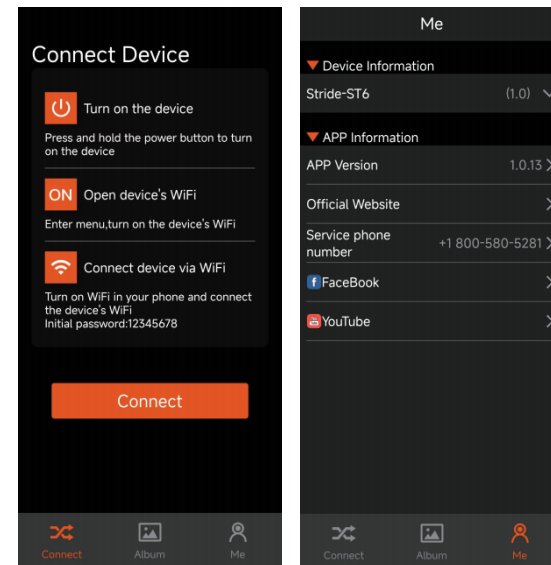 Connect Device
Turn on the device
Press and hold the power button to turn
on the device
ON Open device's WiFi
Enter menu,turn on the device's WiFi
Connect device via WiFi
Turn on WiFi in your phone and connect
the device's WiFi
Initial password:12345678
Connect
Connect Album Me
Me
Device Information
Stride-ST6 (1.0)
APP Information
APP Version 1.0.13
Official Website
Service phone
number +1 800-580-5281
FaceBook
YouTube
Connect Album Me